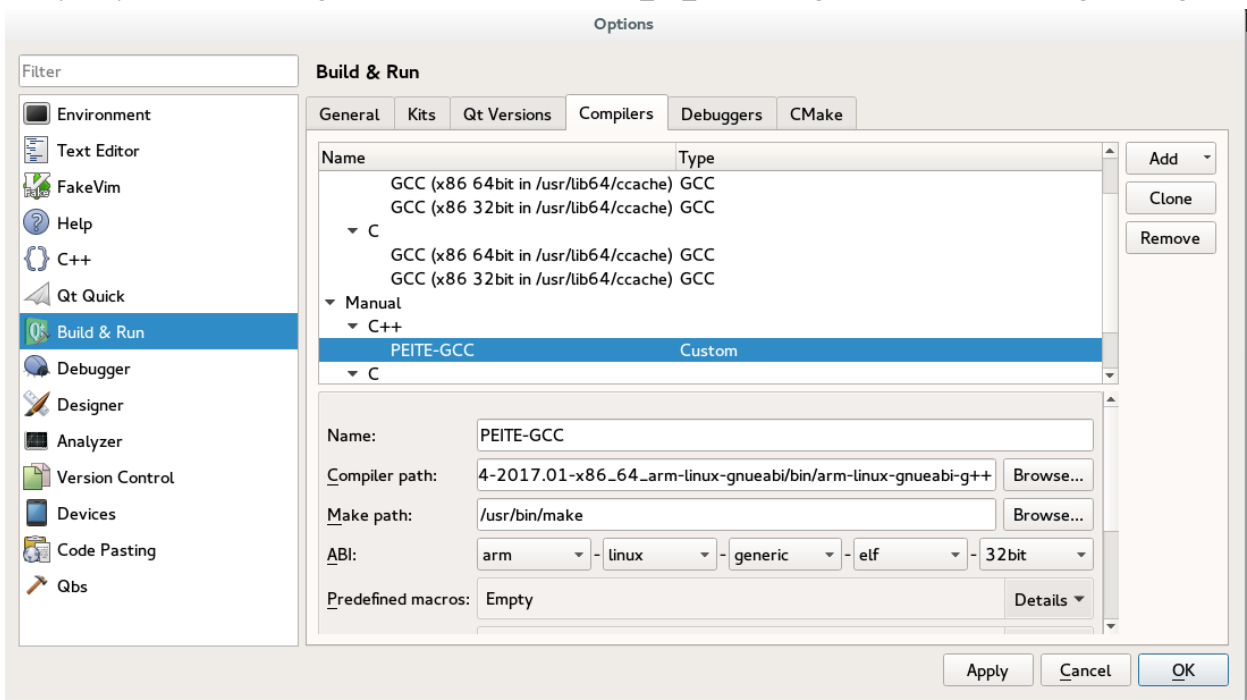 Options
Filter
Environment
Text Editor
FakeVim
Help
C++
Qt Quick
Build & Run
Debugger
Designer
Analyzer
Version Control
Devices
Code Pasting
Qbs
Build & Run
General Kits Qt Versions Compilers Debuggers CMake
Name Type
GCC (x86 64bit in /usr/lib64/ccache) GCC
GCC (x86 32bit in /usr/lib64/ccache) GCC
C
GCC (x86 64bit in /usr/lib64/ccache) GCC
GCC (x86 32bit in /usr/lib64/ccache) GCC
Manual
C++
PEITE-GCC Custom
C
Add
Clone
Remove
Name: PEITE-GCC
Compiler path: 4-2017.01-x86_64_arm-linux-gnueabi/bin/arm-linux-gnueabi-g++ Browse...
Make path: /usr/bin/make Browse...
ABI: arm - linux - generic - elf - 32bit
Predefined macros: Empty Details
Apply Cancel OK